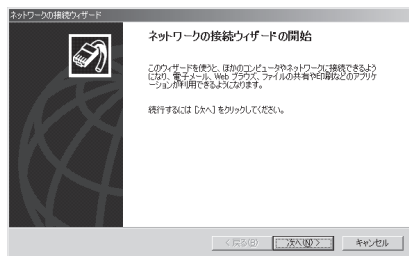 ネットワークの接続ウィザード
ネットワークの接続ウィザードの開始
このウィザードを使うと、ほかのコンピュータやネットワークに接続できるよう
になり、電子メール、Web ブラウズ、ファイルの共有や印刷などのアプリケ
ーションが利用できるようになります。
続行するには [次へ] をクリックしてください。
< 戻る(B)
次へ(N) >
キャンセル